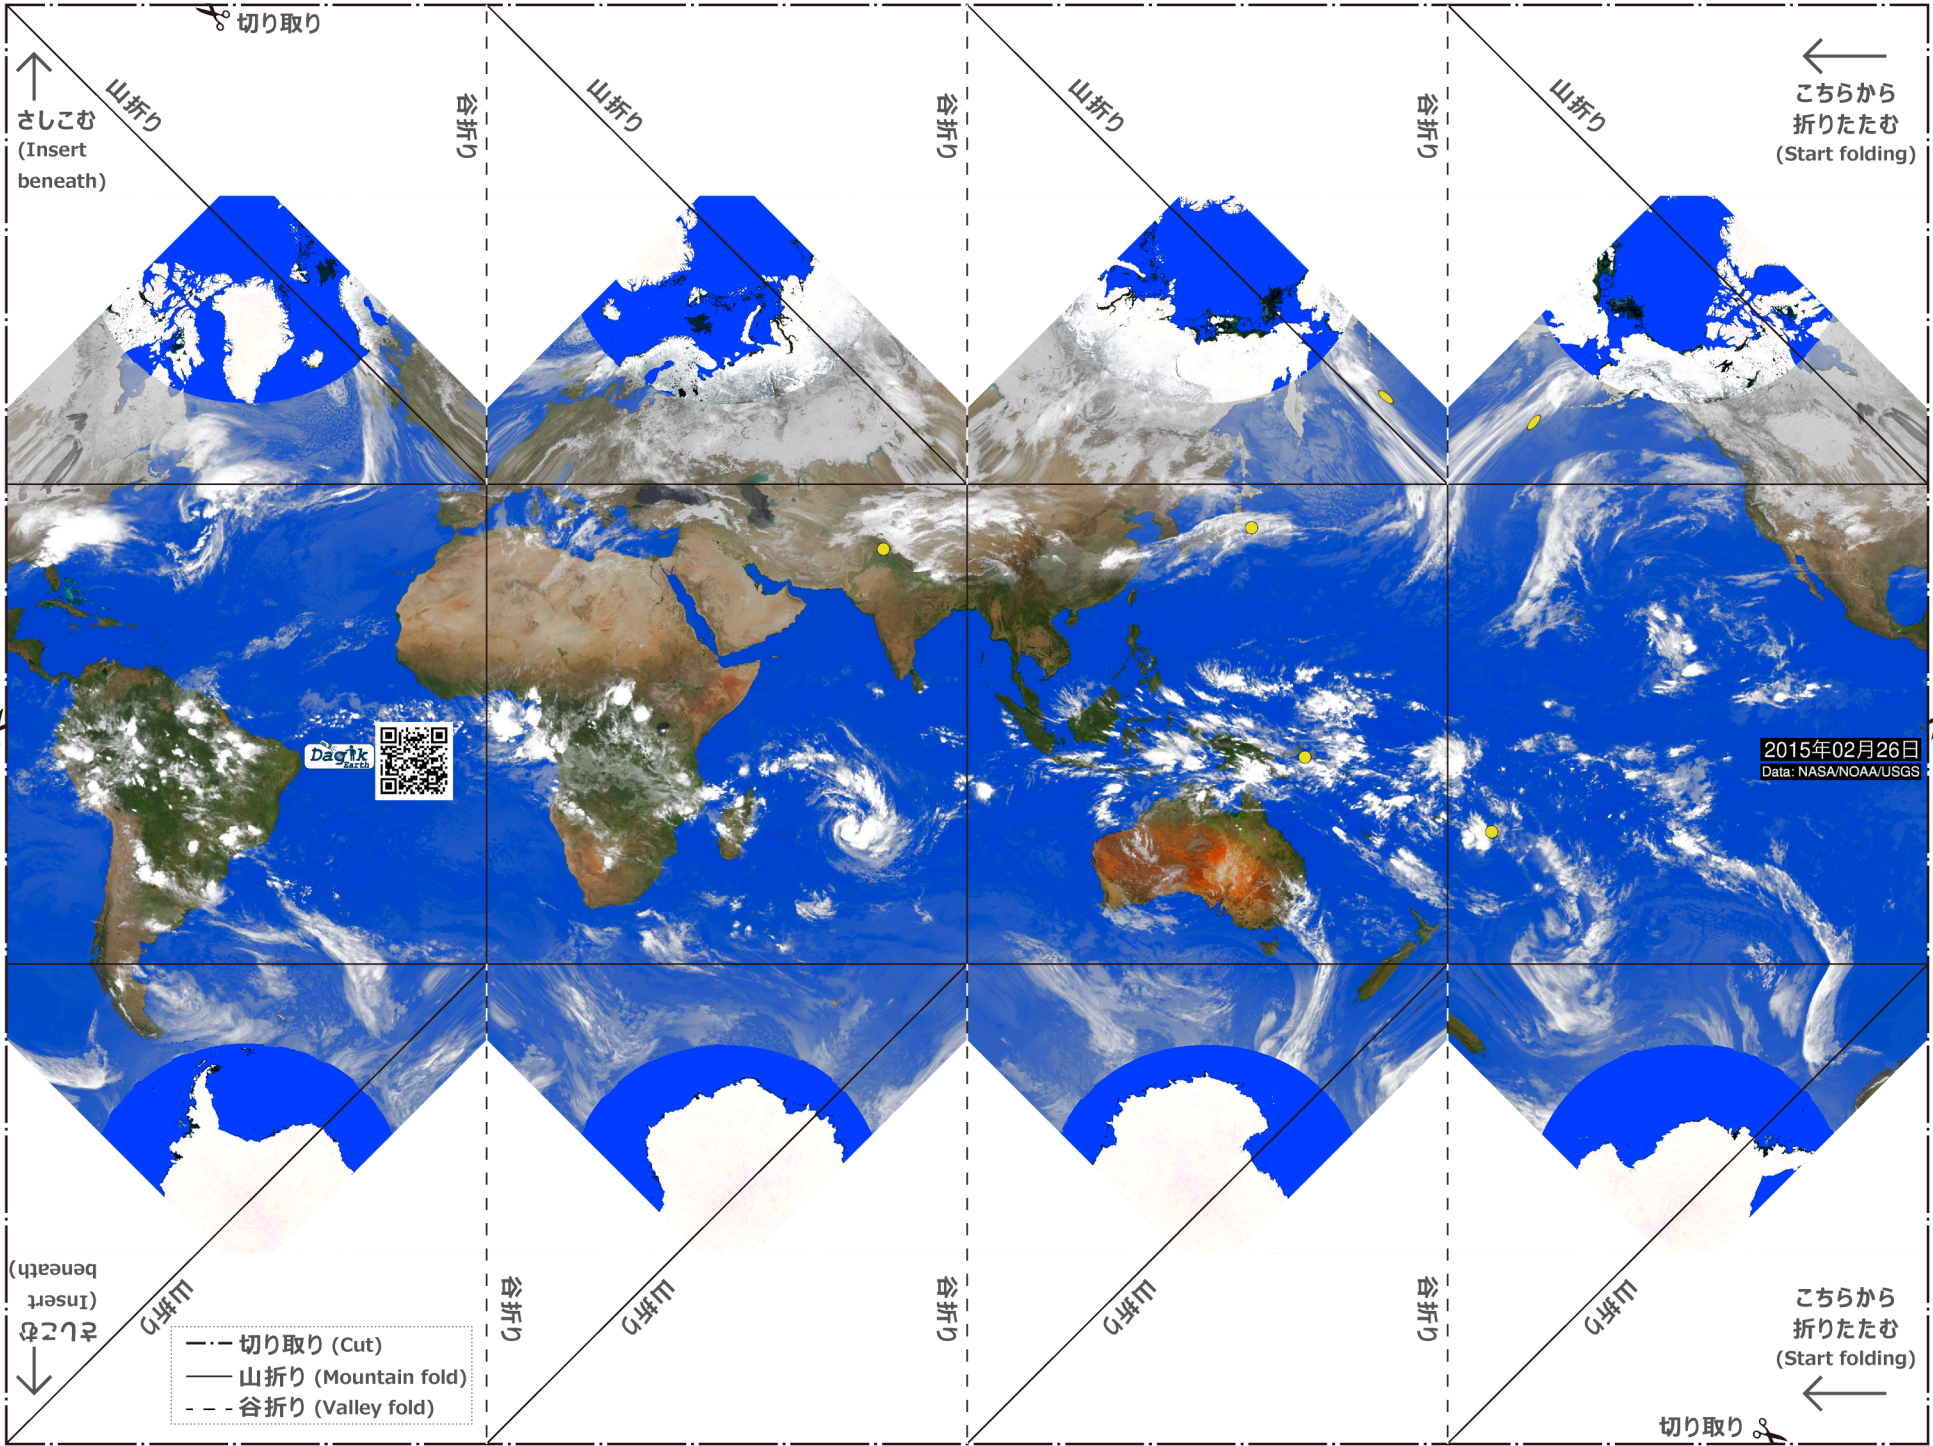 切り取り
山折り
谷折り
山折り
谷折り
山折り
谷折り
山折り
さしこむ
(Insert
beneath)
こちらから
折りたたむ
(Start folding)
Dagik
Earth
2015年02月26日
Data: NASA/NOAA/USGS
さしこむ
(Insert
beneath)
山折り
谷折り
山折り
谷折り
山折り
谷折り
山折り
切り取り (Cut)
山折り (Mountain fold)
谷折り (Valley fold)
こちらから
折りたたむ
(Start folding)
切り取り